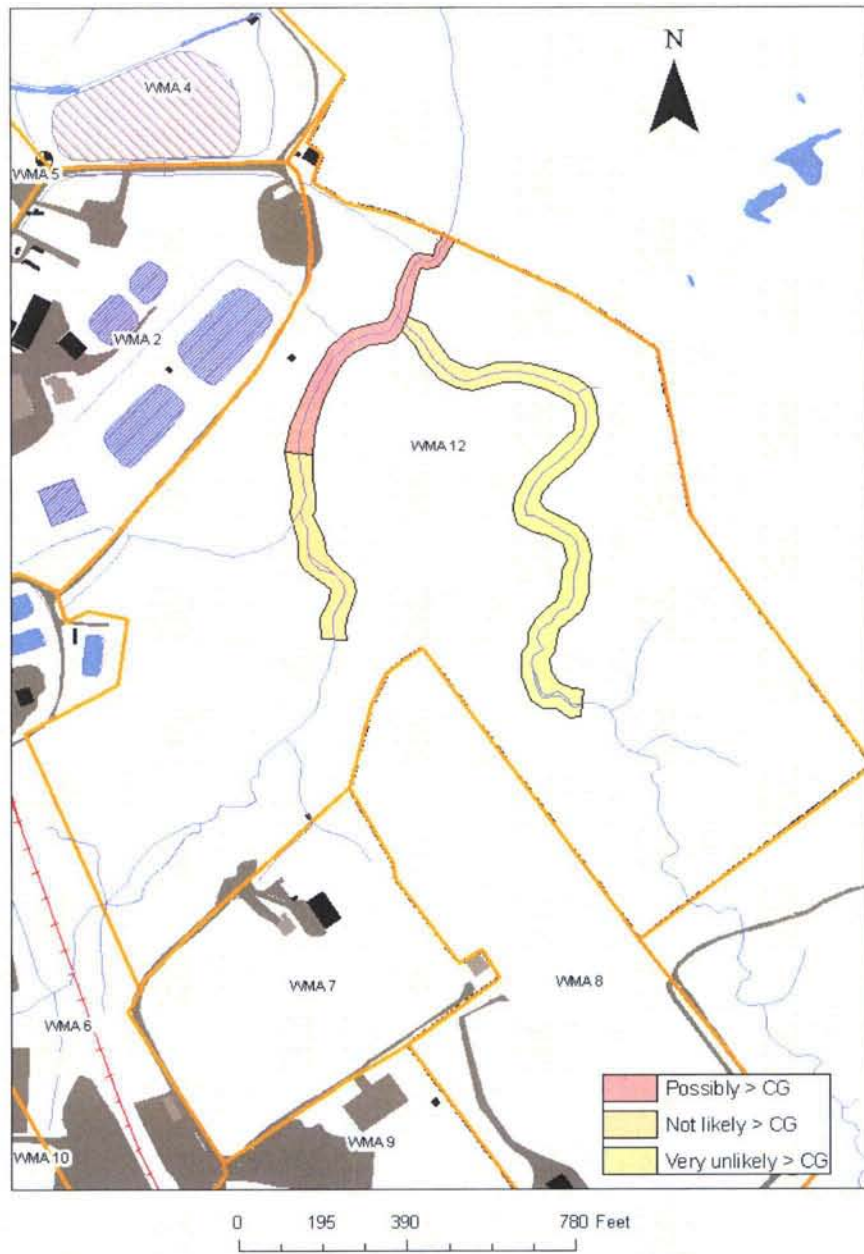 N
WMA 4
WMA 5
WMA 2
WMA 12
WMA 7
WMA 8
WMA 6
WMA 9
WMA 10
Possibly > CG
Not likely > CG
Very unlikely > CG
0 195 390 780 Feet